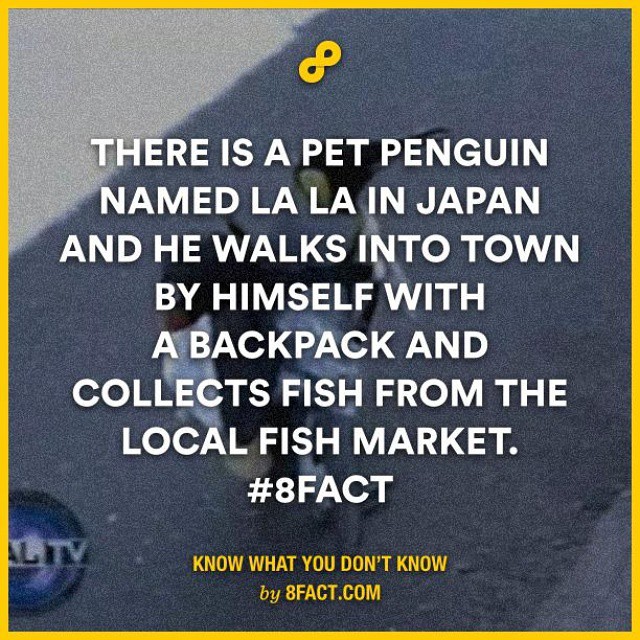 THERE IS A PET PENGUIN
NAMED LA LA IN JAPAN
AND HE WALKS INTO TOWN
BY HIMSELF WITH
A BACKPACK AND
COLLECTS FISH FROM THE
LOCAL FISH MARKET.
#8FACT
AL TV
KNOW WHAT YOU DON'T KNOW
by 8FACT.COM